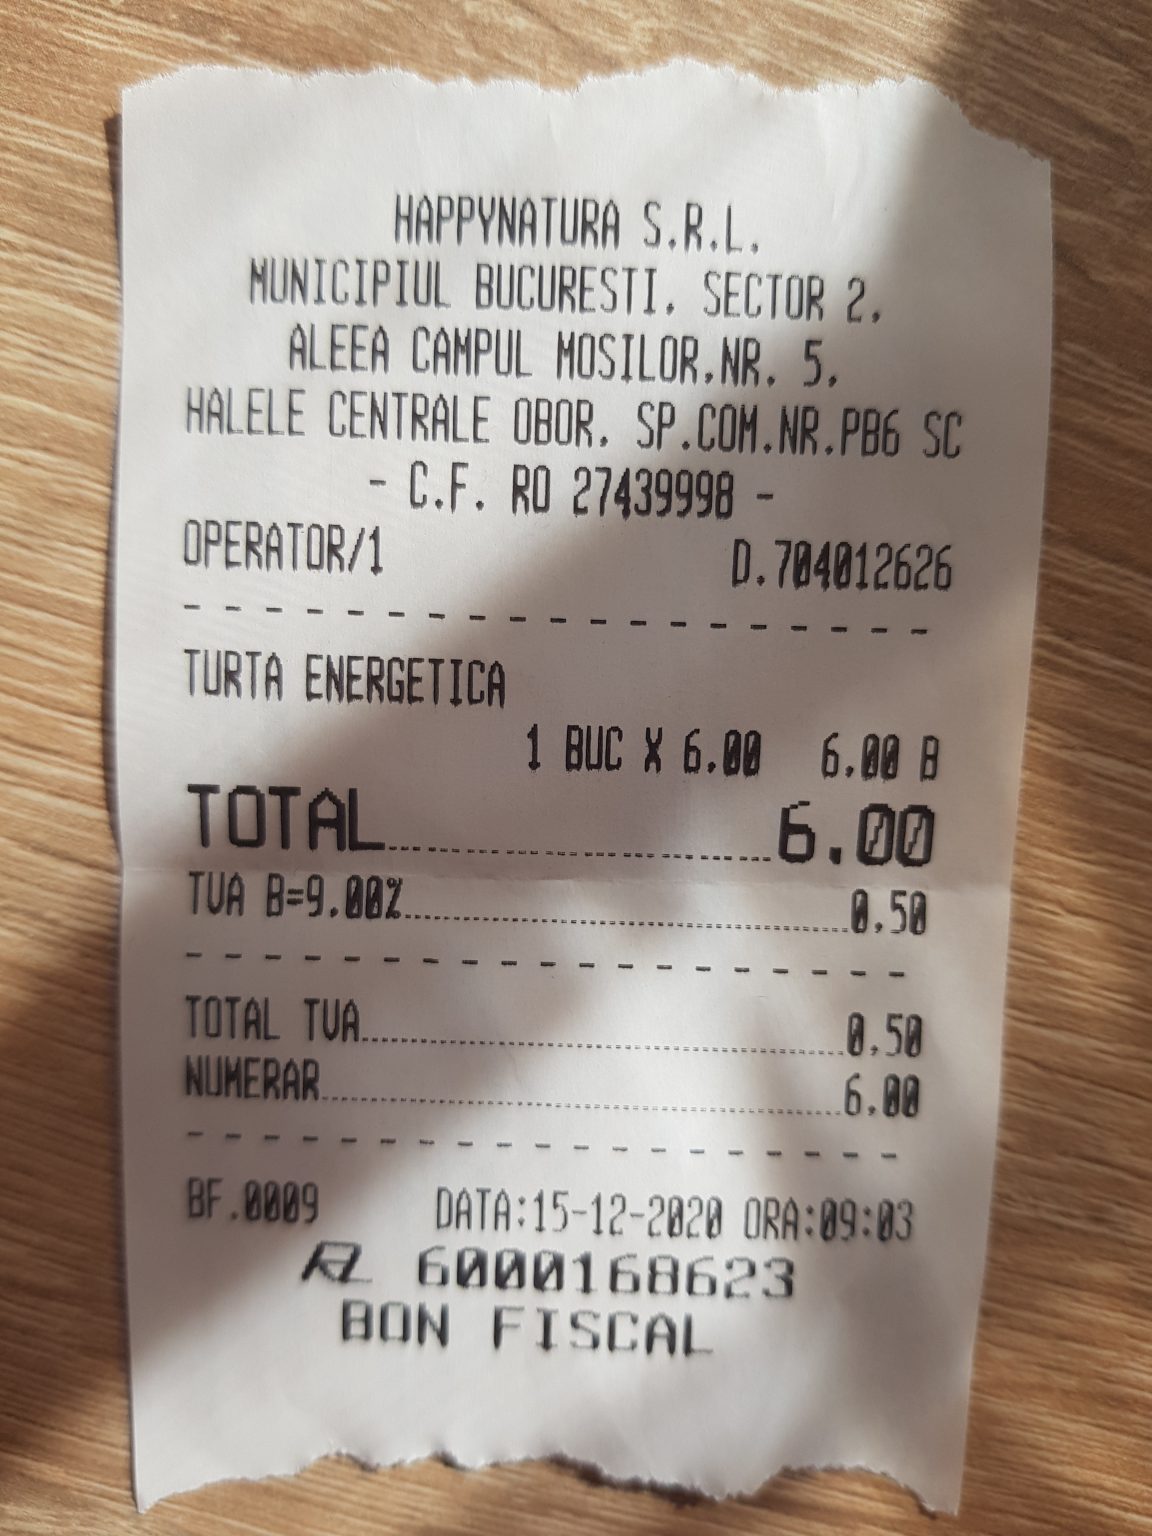 HAPPYNATURA S.R.L.
MUNICIPIUL BUCURESTI, SECTOR 2,
ALEEA CAMPUL MOSILOR,NR. 5,
HALELE CENTRALE OBOR, SP.COM.NR.PB6 SC
- C.F. RO 27439998 -
OPERATOR/1 D.704012626
TURTA ENERGETICA
1 BUC X 6.00 6.00 B
TOTAL 6.00
TVA B=9.00% 0.50
TOTAL TVA 0.50
NUMERAR 6.00
BF.0009 DATA:15-12-2020 ORA:09:03
6000168623
BON FISCAL